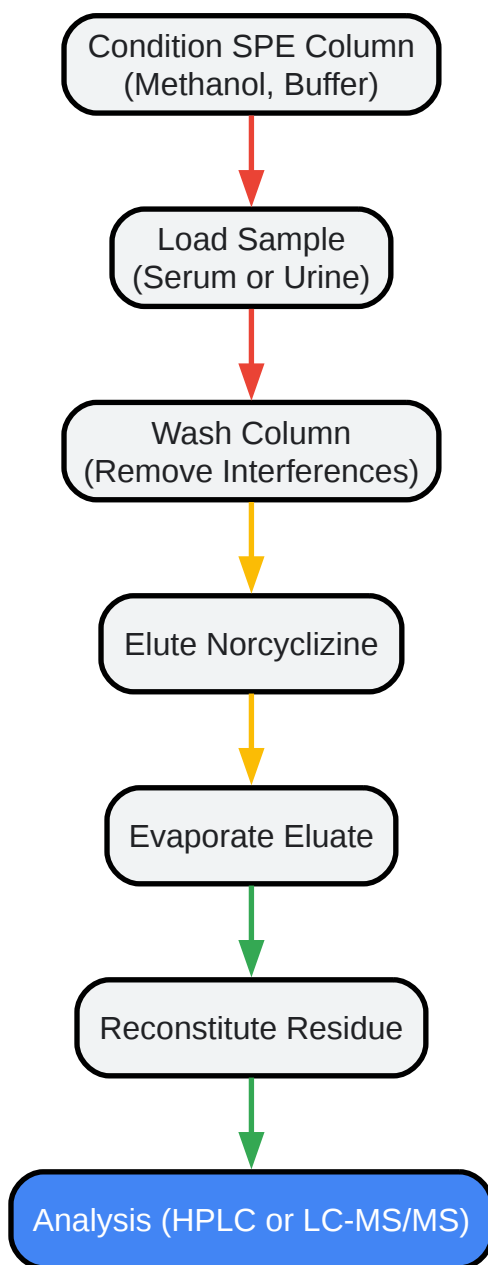 Condition SPE Column
(Methanol, Buffer)
Load Sample
(Serum or Urine)
Wash Column
(Remove Interferences)
Elute Norcyclizine
Evaporate Eluate
Reconstitute Residue
Analysis (HPLC or LC-MS/MS)